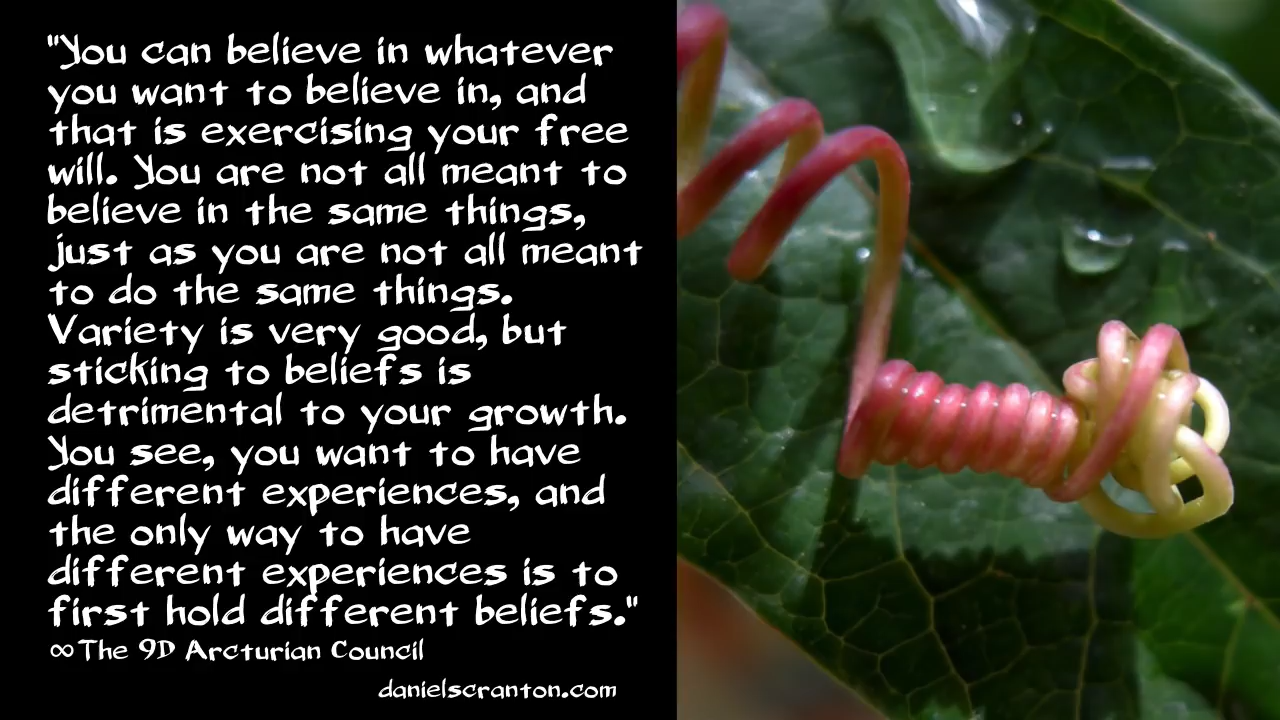 "You can believe in whatever
you want to believe in, and
that is exercising your free
will. You are not all meant to
believe in the same things,
just as you are not all meant
to do the same things.
Variety is very good, but
sticking to beliefs is
detrimental to your growth.
You see, you want to have
different experiences, and
the only way to have
different experiences is to
first hold different beliefs."
∞The 9D Arcturian Council
danielscranton.com